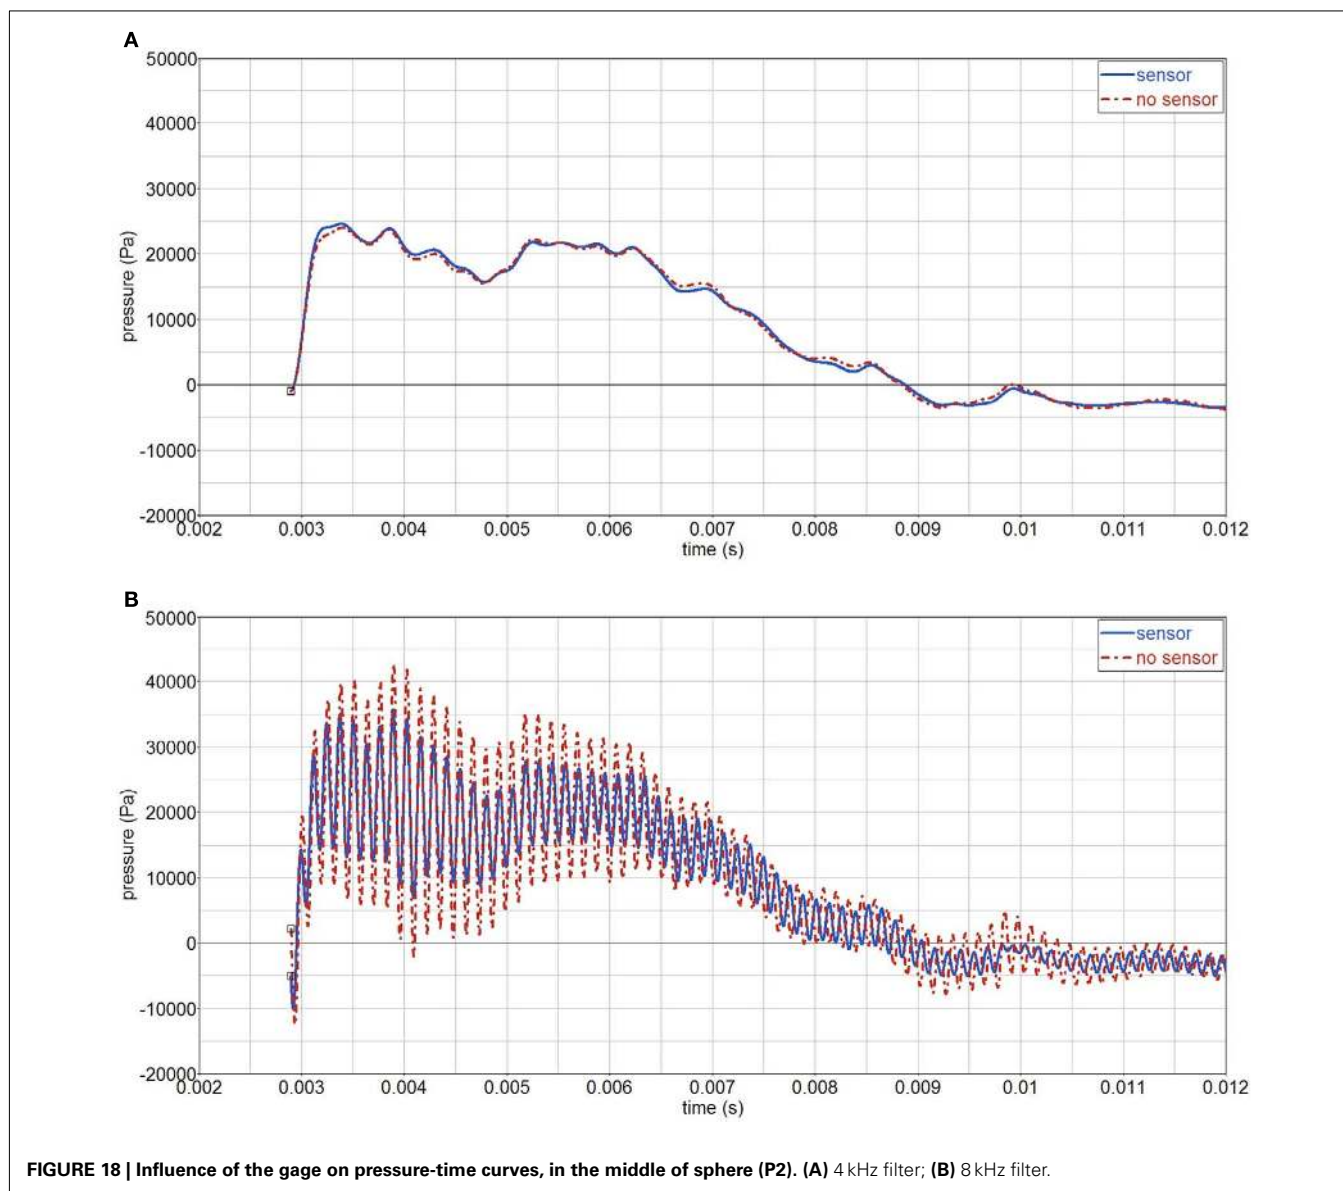 A
50000
40000
30000
20000
10000
0
-10000
-20000
pressure (Pa)
sensor
no sensor
0.002 0.003 0.004 0.005 0.006 0.007 0.008 0.009 0.01 0.011 0.012
time (s)
B
50000
40000
30000
20000
10000
0
-10000
-20000
pressure (Pa)
sensor
no sensor
0.002 0.003 0.004 0.005 0.006 0.007 0.008 0.009 0.01 0.011 0.012
time (s)
FIGURE 18 | Influence of the gage on pressure-time curves, in the middle of sphere (P2). (A) 4 kHz filter; (B) 8 kHz filter.